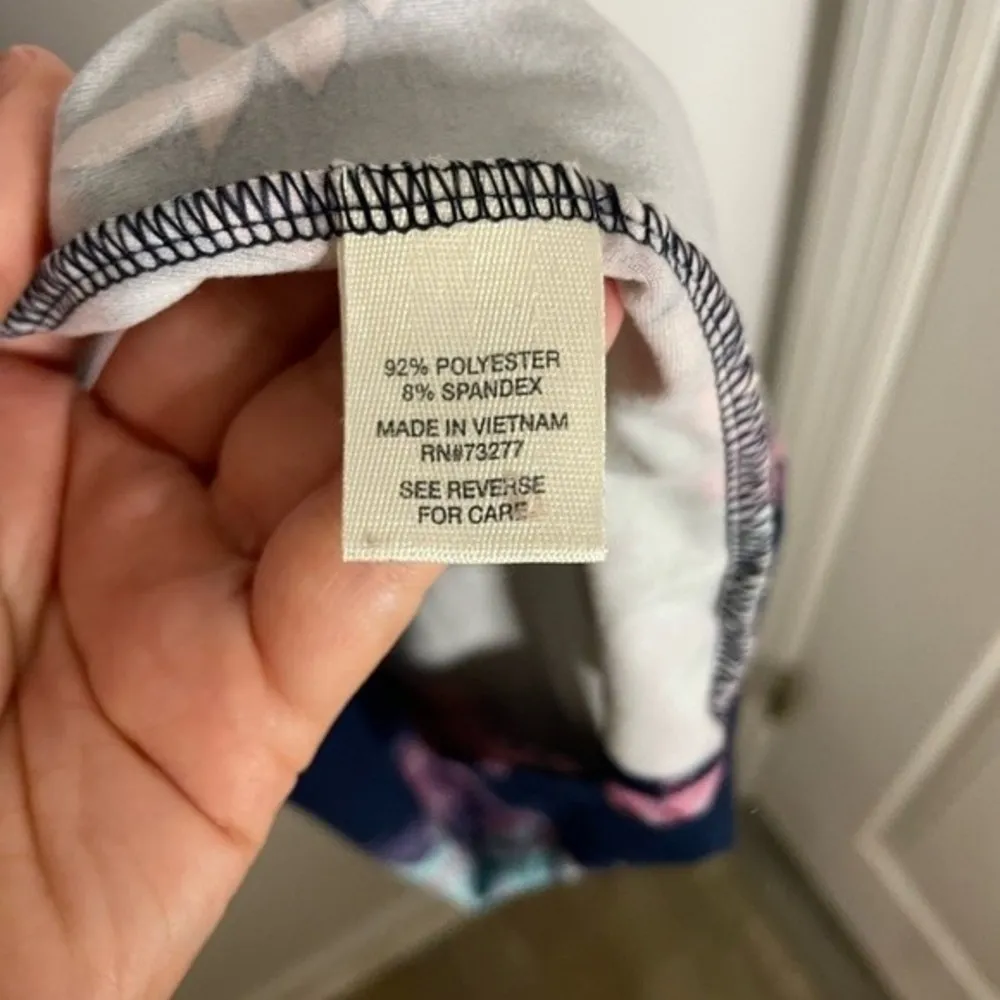 92% POLYESTER
8% SPANDEX
MADE IN VIETNAM
RN#73277
SEE REVERSE
FOR CARE